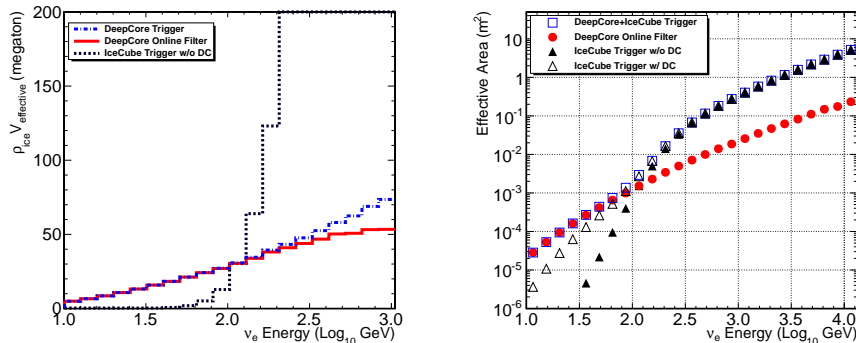 ρice Veffective (megaton)
200
150
100
50
0
1.0 1.5 2.0 2.5 3.0
νe Energy (Log10 GeV)
DeepCore Trigger
DeepCore Online Filter
IceCube Trigger w/o DC
Effective Area (m2)
10
1
10-1
10-2
10-3
10-4
10-5
10-6
1.0 1.5 2.0 2.5 3.0 3.5 4.0
νe Energy (Log10 GeV)
DeepCore+IceCube Trigger
DeepCore Online Filter
IceCube Trigger w/o DC
IceCube Trigger w/ DC